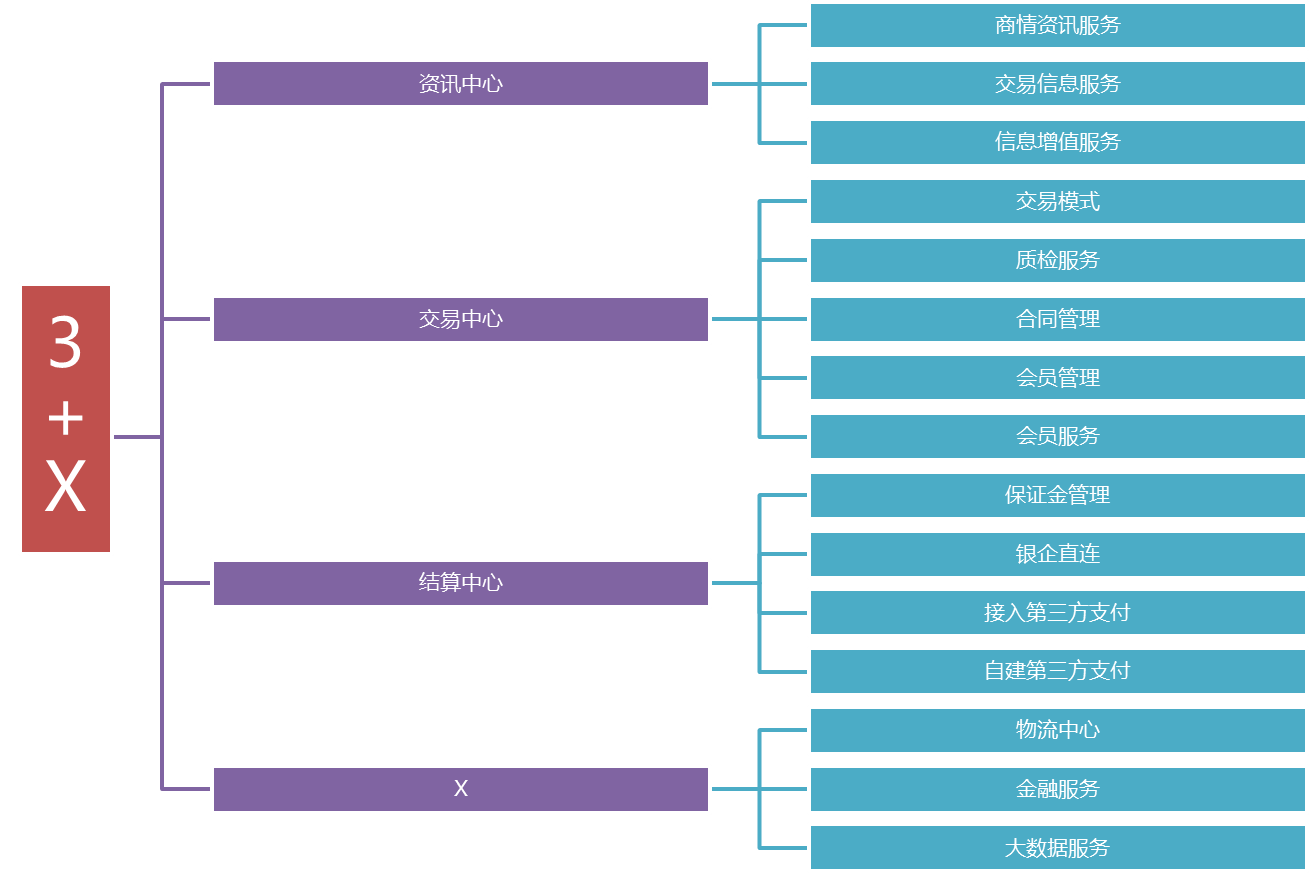 3
+
X
资讯中心
商情资讯服务
交易信息服务
信息增值服务
交易中心
交易模式
质检服务
合同管理
会员管理
会员服务
结算中心
保证金管理
银企直连
接入第三方支付
自建第三方支付
X
物流中心
金融服务
大数据服务